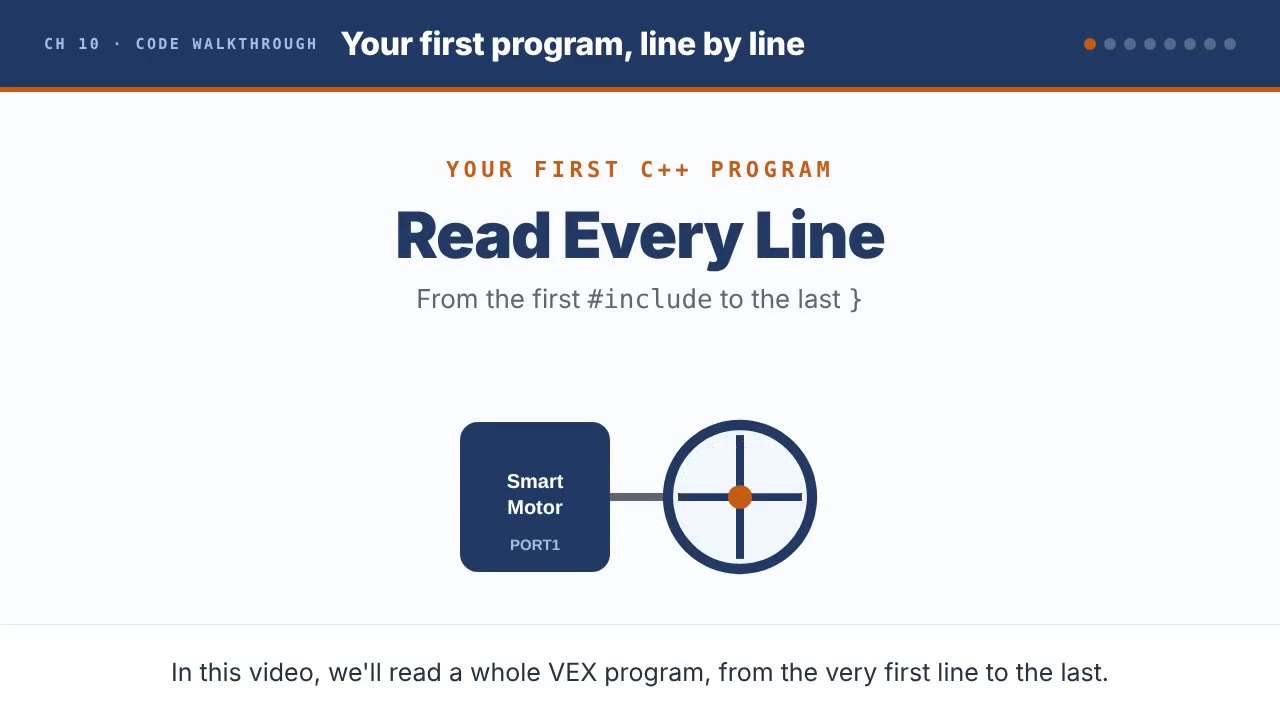 CH 10 · CODE WALKTHROUGH
Your first program, line by line
YOUR FIRST C++ PROGRAM
Read Every Line
From the first #include to the last }
Smart
Motor
PORT1
In this video, we'll read a whole VEX program, from the very first line to the last.